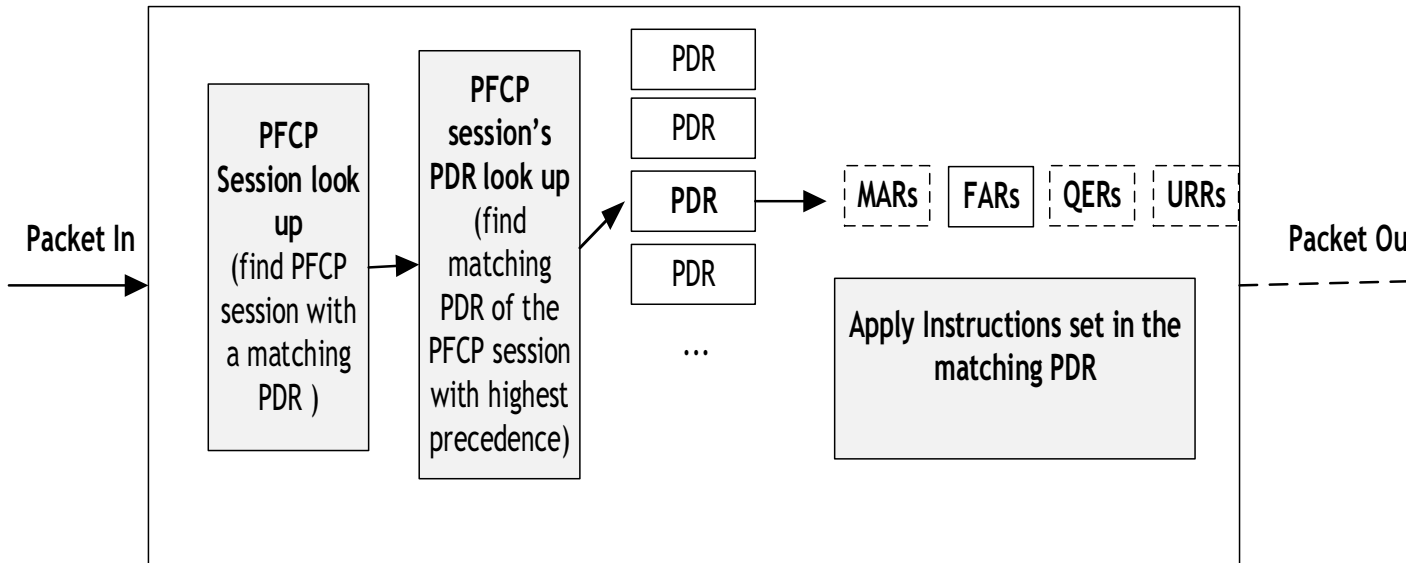 Packet In
PFCP
Session look
up
(find PFCP
session with
a matching
PDR )
PFCP
session’s
PDR look up
(find
matching
PDR of the
PFCP session
with highest
precedence)
PDR
PDR
PDR
PDR
...
MARs
FARs
QERs
URRs
Apply Instructions set in the
matching PDR
Packet Ou